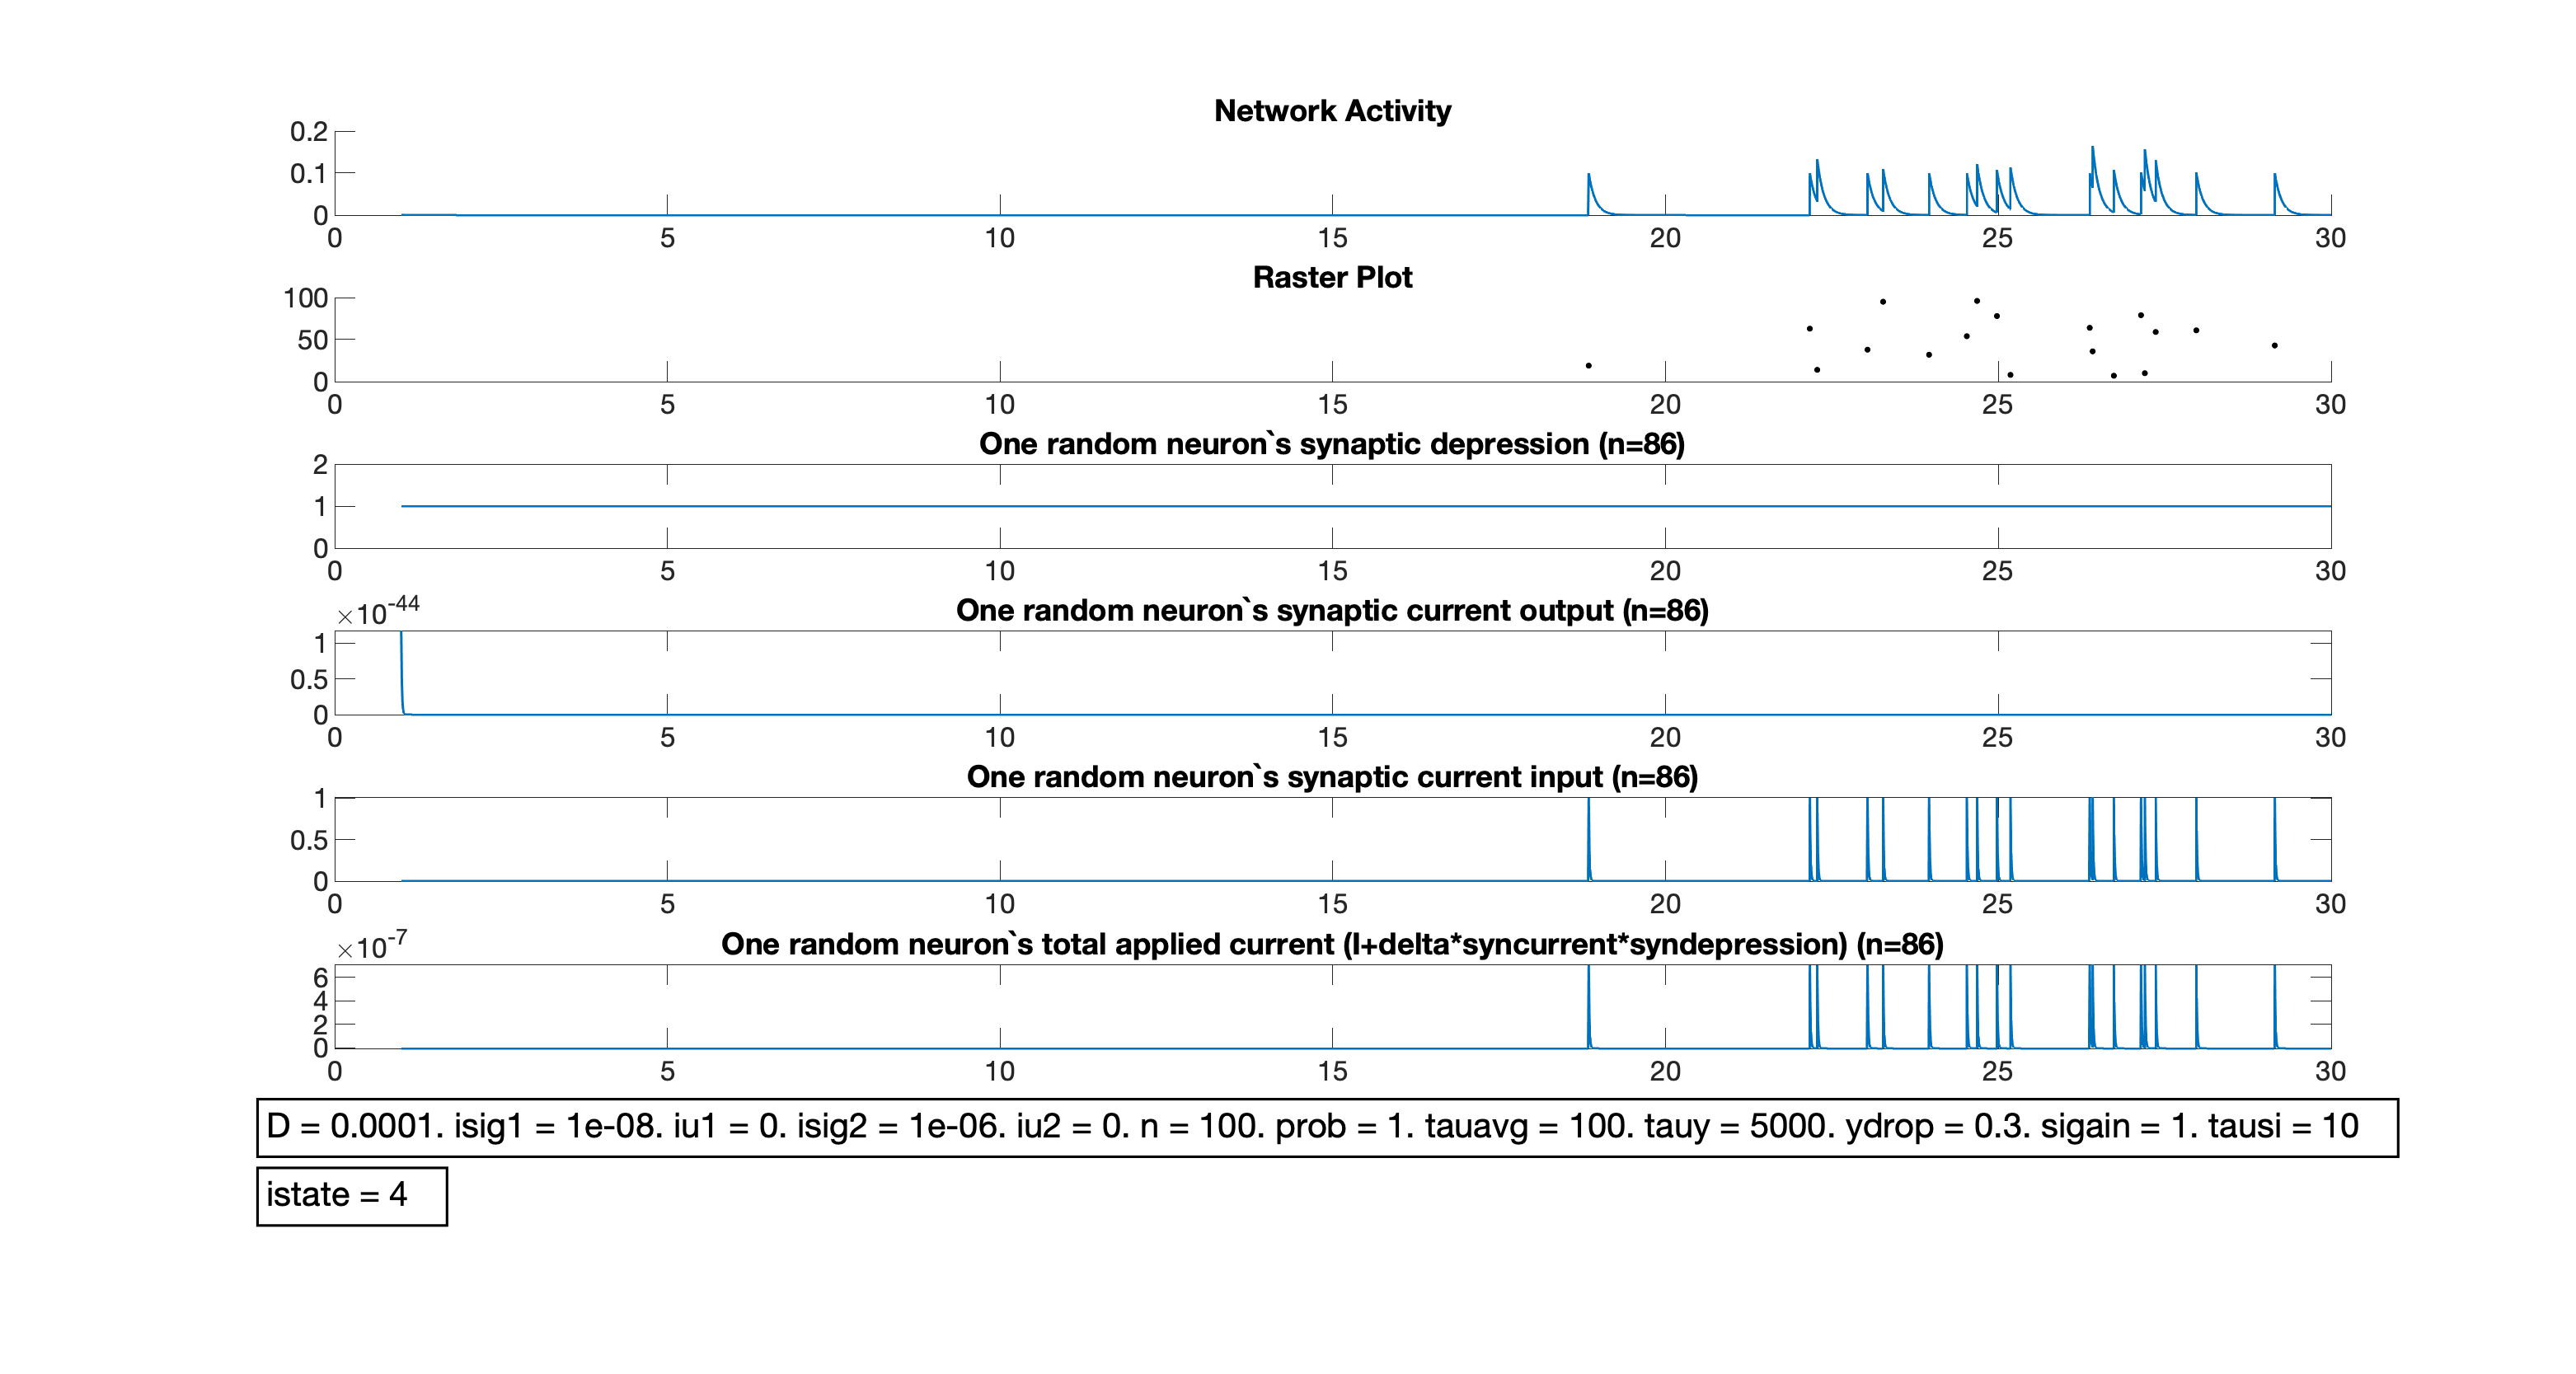 Network Activity
0.2
0.1
0
0 5 10 15 20 25 30
Raster Plot
100
50
0
0 5 10 15 20 25 30
One random neuron`s synaptic depression (n=86)
2
1
0
0 5 10 15 20 25 30
×10-44
One random neuron`s synaptic current output (n=86)
1
0.5
0
0 5 10 15 20 25 30
One random neuron`s synaptic current input (n=86)
1
0.5
0
0 5 10 15 20 25 30
×10-7
One random neuron`s total applied current (I+delta*syncurrent*syndepression) (n=86)
6
4
2
0
0 5 10 15 20 25 30
D = 0.0001. isig1 = 1e-08. iu1 = 0. isig2 = 1e-06. iu2 = 0. n = 100. prob = 1. tauavg = 100. tauy = 5000. ydrop = 0.3. sigain = 1. tausi = 10
istate = 4